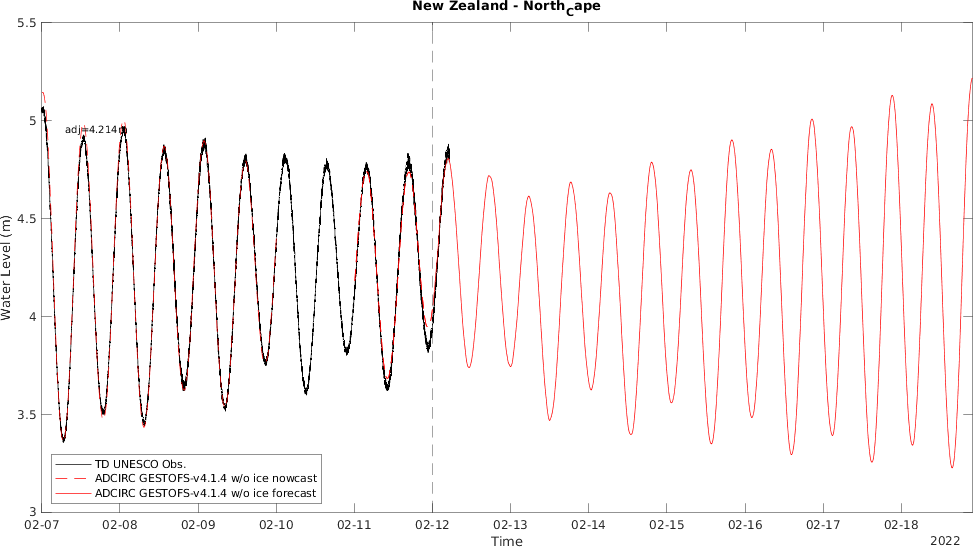 New Zealand - NorthCape
5.5
5
4.5
4
3.5
3
Water Level (m)
adj=4.214m
TD UNESCO Obs.
ADCIRC GESTOFS-v4.1.4 w/o ice nowcast
ADCIRC GESTOFS-v4.1.4 w/o ice forecast
02-07 02-08 02-09 02-10 02-11 02-12 02-13 02-14 02-15 02-16 02-17 02-18
Time
2022